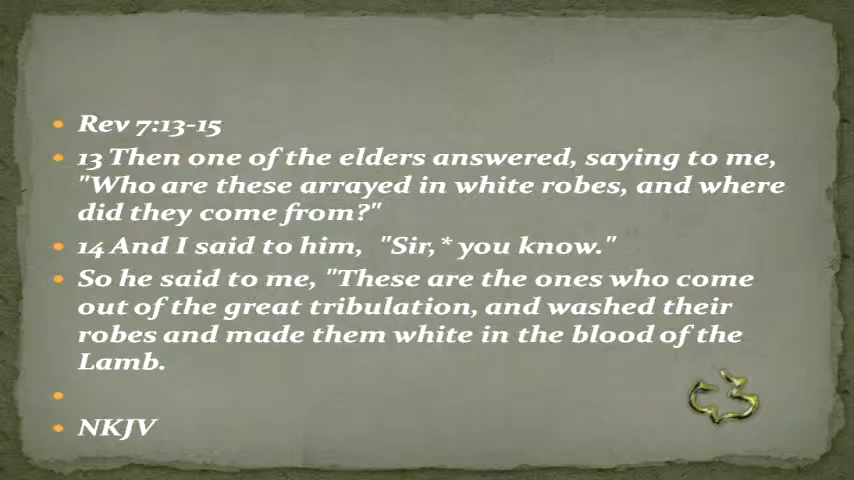 Rev 7:13-15
13 Then one of the elders answered, saying to me,
"Who are these arrayed in white robes, and where
did they come from?"
14 And I said to him,  "Sir,* you know."
So he said to me, "These are the ones who come
out of the great tribulation, and washed their
robes and made them white in the blood of the
Lamb.
NKJV